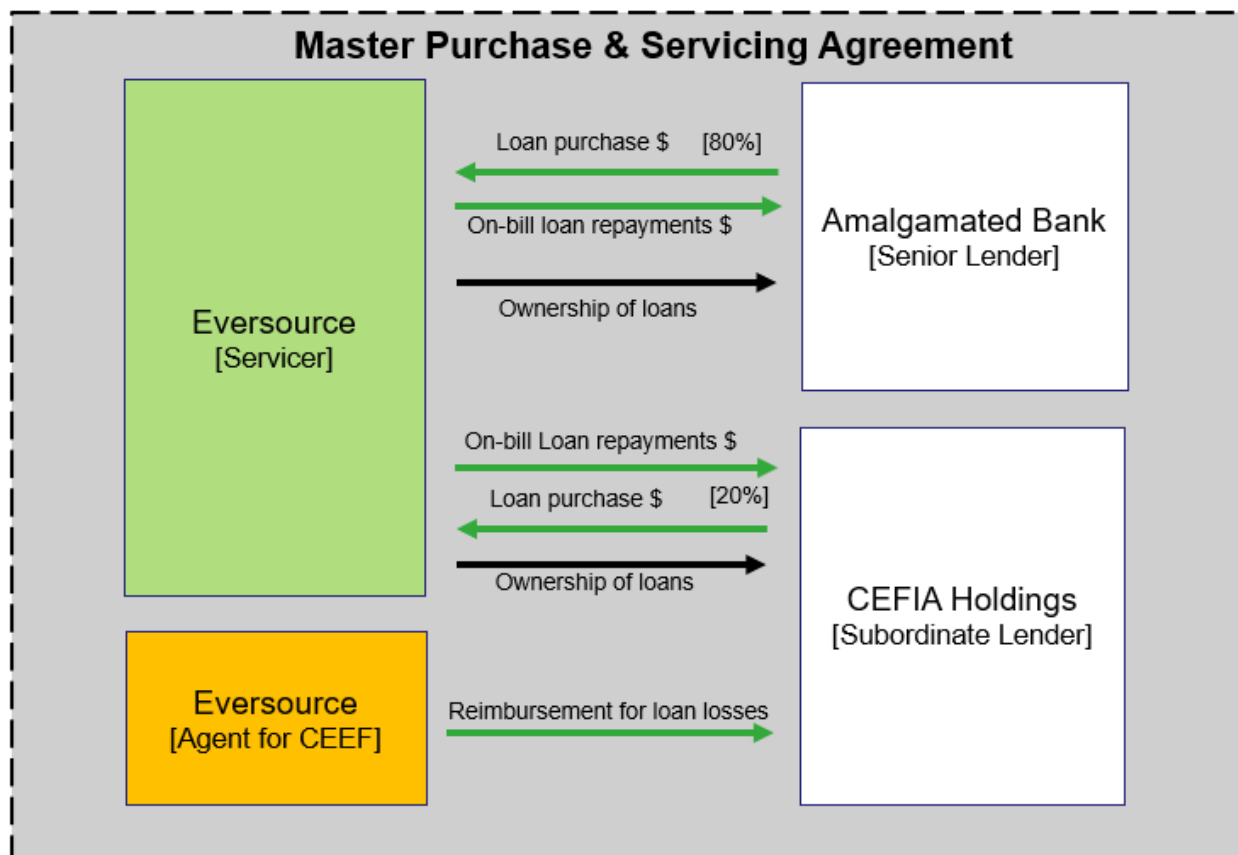 Master Purchase & Servicing Agreement
Loan purchase $ [80%]
On-bill loan repayments $
Ownership of loans
Amalgamated Bank
[Senior Lender]
Eversource
[Servicer]
On-bill Loan repayments $
Loan purchase $ [20%]
Ownership of loans
CEFIA Holdings
[Subordinate Lender]
Eversource
[Agent for CEEF]
Reimbursement for loan losses